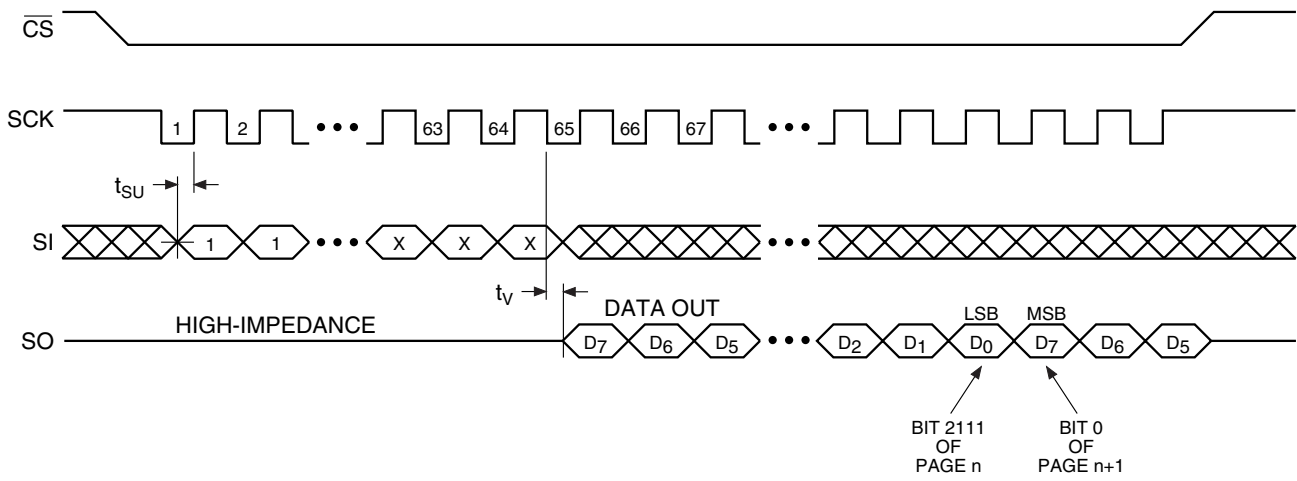 CS
SCK 1 2 ••• 63 64 65 66 67 •••
tSU
SI 1 1 ••• X X X •••
tV
HIGH-IMPEDANCE DATA OUT LSB MSB
SO D7 D6 D5 ••• D2 D1 D0 D7 D6 D5
BIT 2111
OF
PAGE n
BIT 0
OF
PAGE n+1